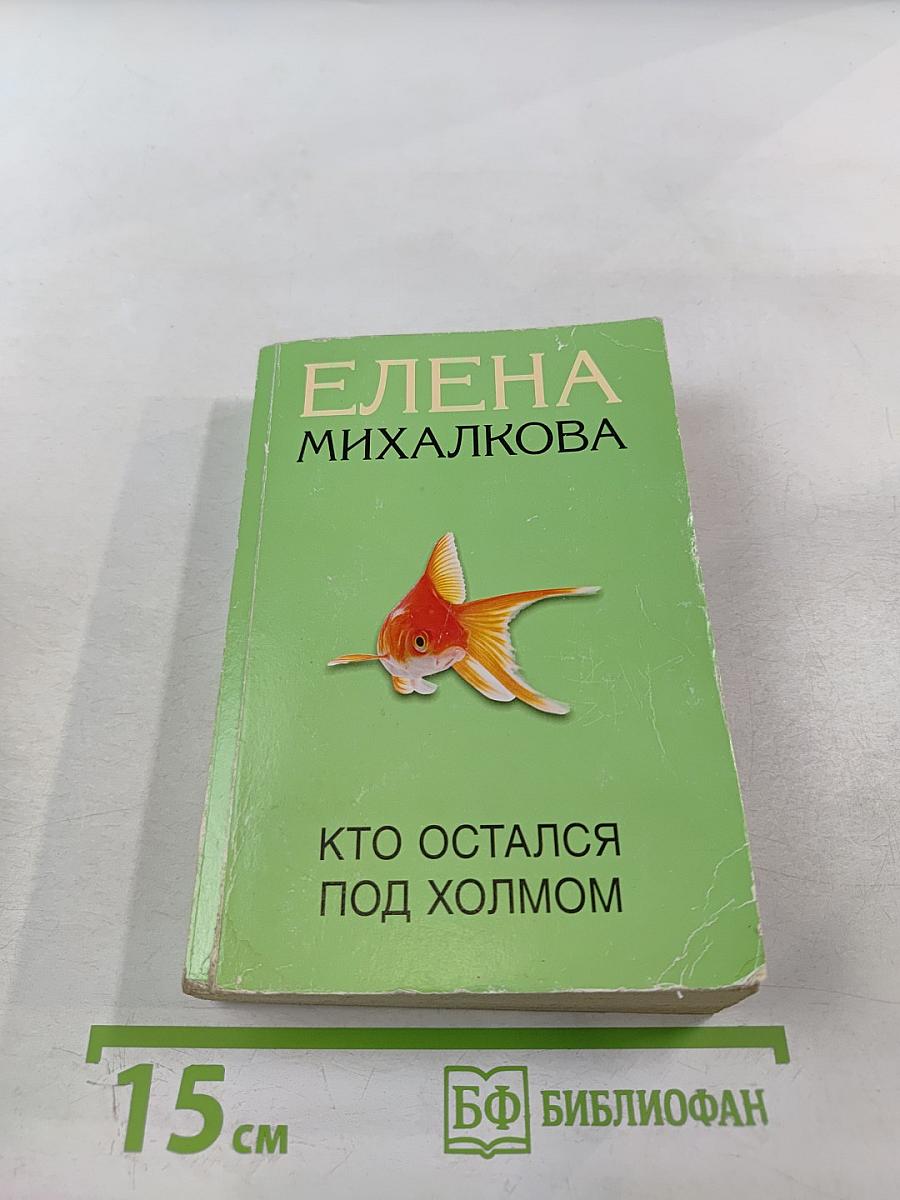 ЕЛЕНА
МИХАЛКОВА
КТО ОСТАЛСЯ
ПОД ХОЛМОМ
15 см
БФ БИБЛИОФАН